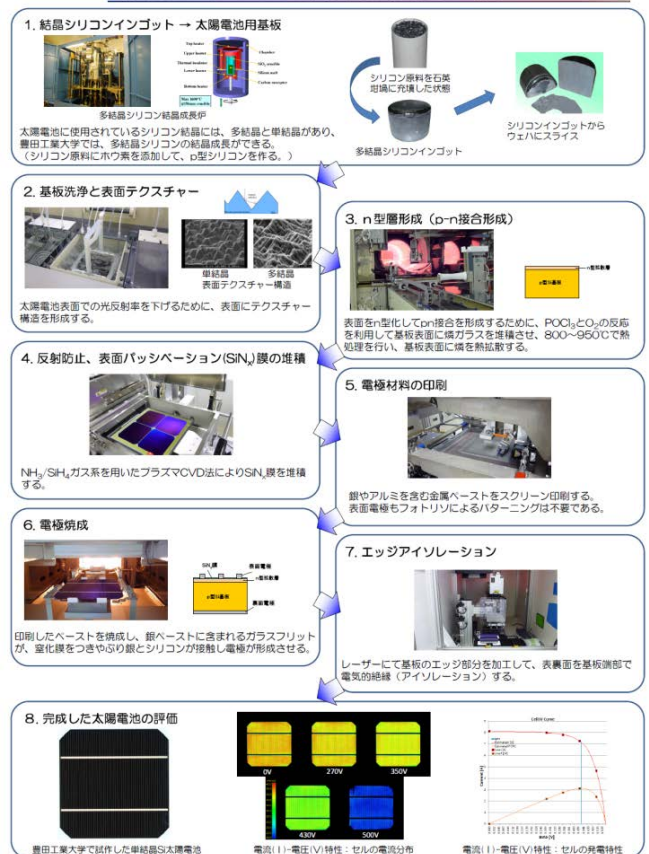 1. 結晶シリコンインゴット → 太陽電池用基板
Top heater
Upper heater
Thermal insulator
Lower heater
Bottom heater
Chamber
Silicon melt
多結晶シリコン結晶成長炉
シリコン原料を石英
坩堝に充填した状態
多結晶シリコンインゴット
シリコンインゴットから
ウェハにスライス
太陽電池に使用されているシリコン結晶には、多結晶と単結晶があり、
豊田工業大学では、多結晶シリコンの結晶成長ができる。
(シリコン原料にホウ素を添加して、p型シリコンを作る。)
2. 基板洗浄と表面テクスチャー
単結晶
多結晶
表面テクスチャー構造
太陽電池表面での光反射率を下げるために、表面にテクスチャー
構造を形成する。
3. n型層形成(p-n接合形成)
n型拡散層
p型Si基板
表面をn型化してpn接合を形成するために、POCl₃とO₂の反応
を利用して基板表面に燐ガラスを堆積させ、800～950℃で熱
処理を行い、基板表面に燐を熱拡散する。
4. 反射防止、表面パッシベーション(SiNₓ)膜の堆積
NH₃/SiH₄ガス系を用いたプラズマCVD法によりSiNₓ膜を堆積
する。
5. 電極材料の印刷
銀やアルミを含む金属ペーストをスクリーン印刷する。
表面電極もフォトリソによるパターニングは不要である。
6. 電極焼成
SiNₓ膜
表面電極
n型拡散層
p型Si基板
裏面電極
印刷したペーストを焼成し、銀ペーストに含まれるガラスフリット
が、窒化膜をつきやぶり銀とシリコンが接触し電極が形成させる。
7. エッジアイソレーション
レーザーにて基板のエッジ部分を加工して、表裏面を基板端部で
電気的絶縁(アイソレーション)する。
8. 完成した太陽電池の評価
0V
270V
350V
430V
500V
豊田工業大学で試作した単結晶Si太陽電池
電流(I)-電圧(V)特性:セルの電流分布
電流(I)-電圧(V)特性:セルの発電特性